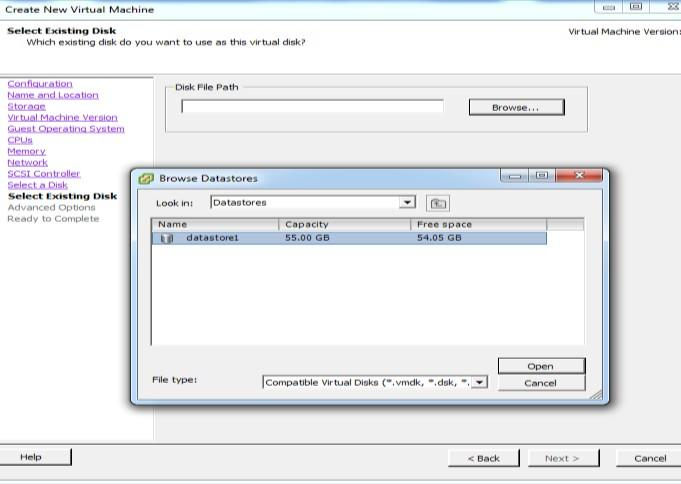 Create New Virtual Machine
Select Existing Disk
Which existing disk do you want to use as this virtual disk?
Virtual Machine Version:
Configuration
Name and Location
Storage
Virtual Machine Version
Guest Operating System
CPUs
Memory
Network
SCSI Controller
Select a Disk
Select Existing Disk
Advanced Options
Ready to Complete
Disk File Path
Browse...
Browse Datastores
Look in: Datastores
Name Capacity Free space
datastore1 55.00 GB 54.05 GB
Open
File type: Compatible Virtual Disks (*.vmdk, *.dsk, *.
Cancel
Help < Back Next > Cancel